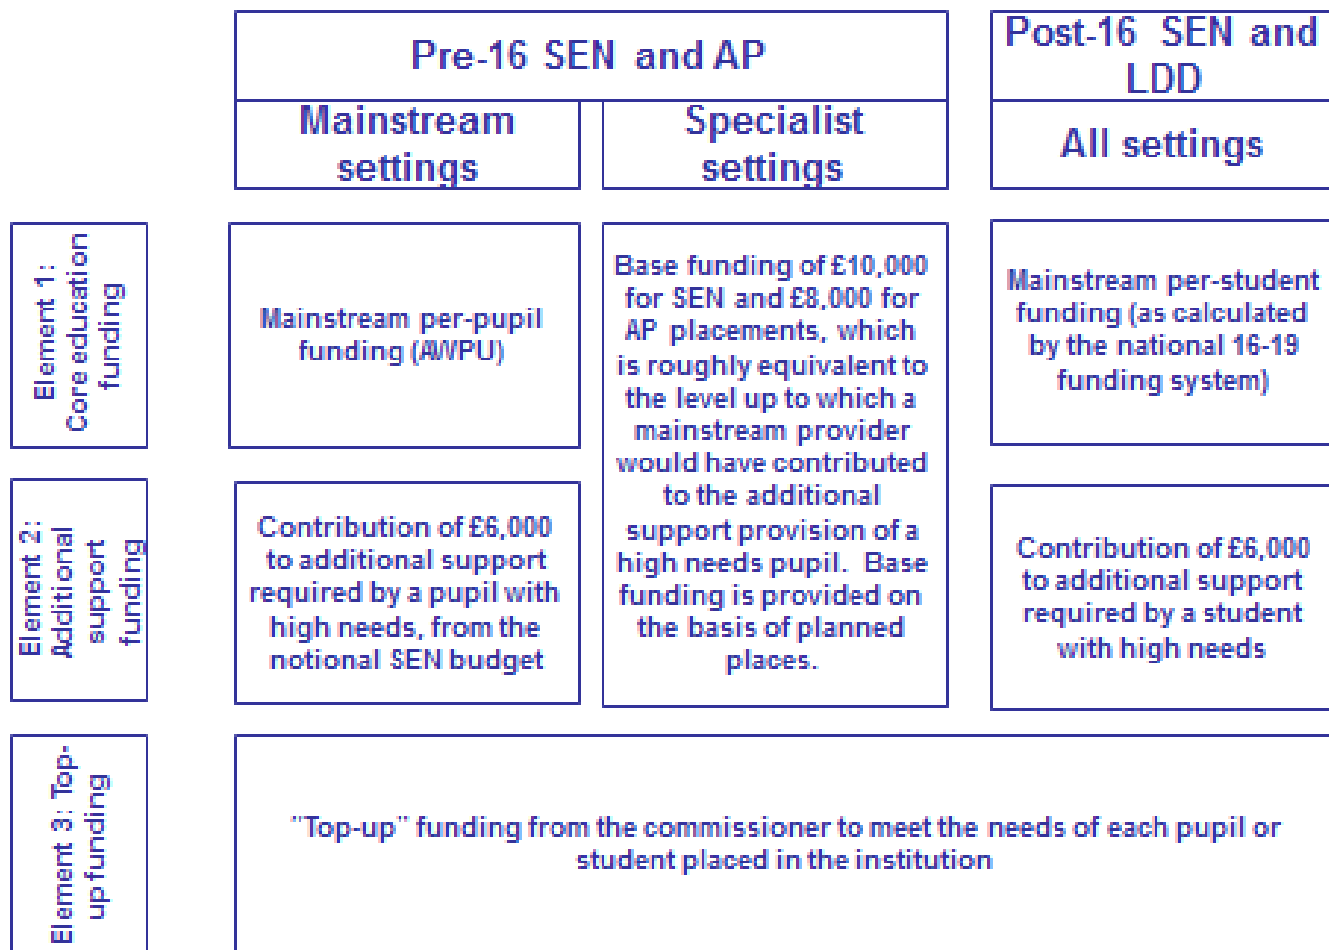 Pre-16 SEN and AP
Post-16 SEN and
LDD
Mainstream
settings
Specialist
settings
All settings
Element 1:
Core education
funding
Mainstream per-pupil
funding (AWPU)
Base funding of £10,000
for SEN and £8,000 for
AP placements, which
is roughly equivalent to
the level up to which a
mainstream provider
would have contributed
to the additional
support provision of a
high needs pupil. Base
funding is provided on
the basis of planned
places.
Mainstream per-student
funding (as calculated
by the national 16-19
funding system)
Element 2:
Additional
support
funding
Contribution of £6,000
to additional support
required by a pupil with
high needs, from the
notional SEN budget
Contribution of £6,000
to additional support
required by a student
with high needs
Element 3: Top-
up funding
"Top-up" funding from the commissioner to meet the needs of each pupil or
student placed in the institution